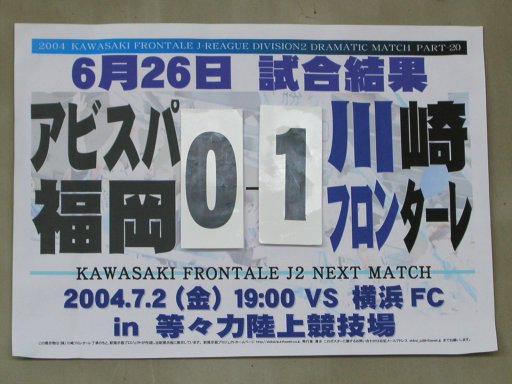 2004 KAWASAKI FRONTALE J-REAGUE DIVISION2 DRAMATIC MATCH PART-20
6月26日 試合結果
アビスパ福岡 0-1 川崎フロンターレ
KAWASAKI FRONTALE J2 NEXT MATCH
2004.7.2(金) 19:00 VS 横浜FC
in 等々力陸上競技場